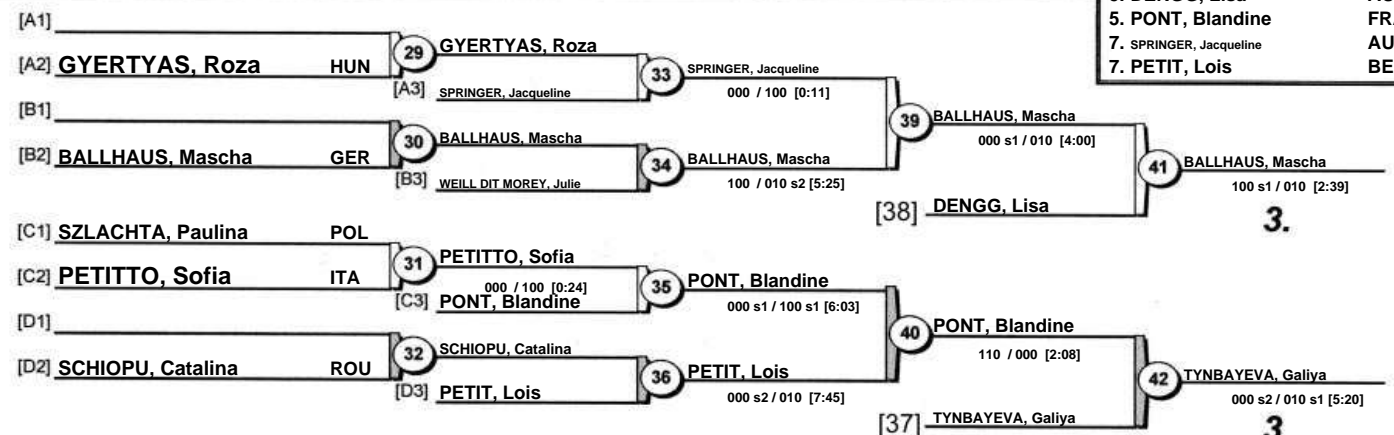 5. PONT, Blandine FRA
7. SPRINGER, Jacqueline AU
7. PETIT, Lois BE
[A1]
[A2] GYERTYAS, Roza HUN
29
GYERTYAS, Roza
[A3] SPRINGER, Jacqueline
33
SPRINGER, Jacqueline
000 / 100 [0:11]
[B1]
[B2] BALLHAUS, Mascha GER
30
BALLHAUS, Mascha
[B3] WEILL DIT MOREY, Julie
34
BALLHAUS, Mascha
100 / 010 s2 [5:25]
39
BALLHAUS, Mascha
000 s1 / 010 [4:00]
[38] DENGG, Lisa
41
BALLHAUS, Mascha
100 s1 / 010 [2:39]
3.
[C1] SZLACHTA, Paulina POL
[C2] PETITTO, Sofia ITA
31
PETITTO, Sofia
000 / 100 [0:24]
[C3] PONT, Blandine
35
PONT, Blandine
000 s1 / 100 s1 [6:03]
[D1]
[D2] SCHIOPU, Catalina ROU
32
SCHIOPU, Catalina
[D3] PETIT, Lois
36
PETIT, Lois
000 s2 / 010 [7:45]
40
PONT, Blandine
110 / 000 [2:08]
[37] TYNBAYEVA, Galiya
42
TYNBAYEVA, Galiya
000 s2 / 010 s1 [5:20]
3